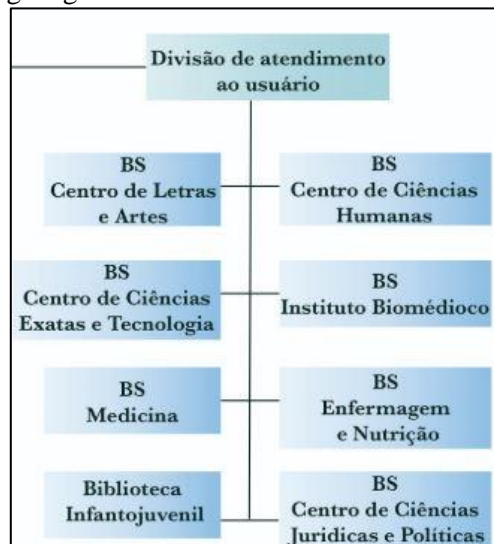 Divisão de atendimento
ao usuário
BS
Centro de Letras
e Artes
BS
Centro de Ciências
Humanas
BS
Centro de Ciências
Exatas e Tecnologia
BS
Instituto Biomédioco
BS
Medicina
BS
Enfermagem
e Nutrição
Biblioteca
Infantojuvenil
BS
Centro de Ciências
Juridicas e Políticas